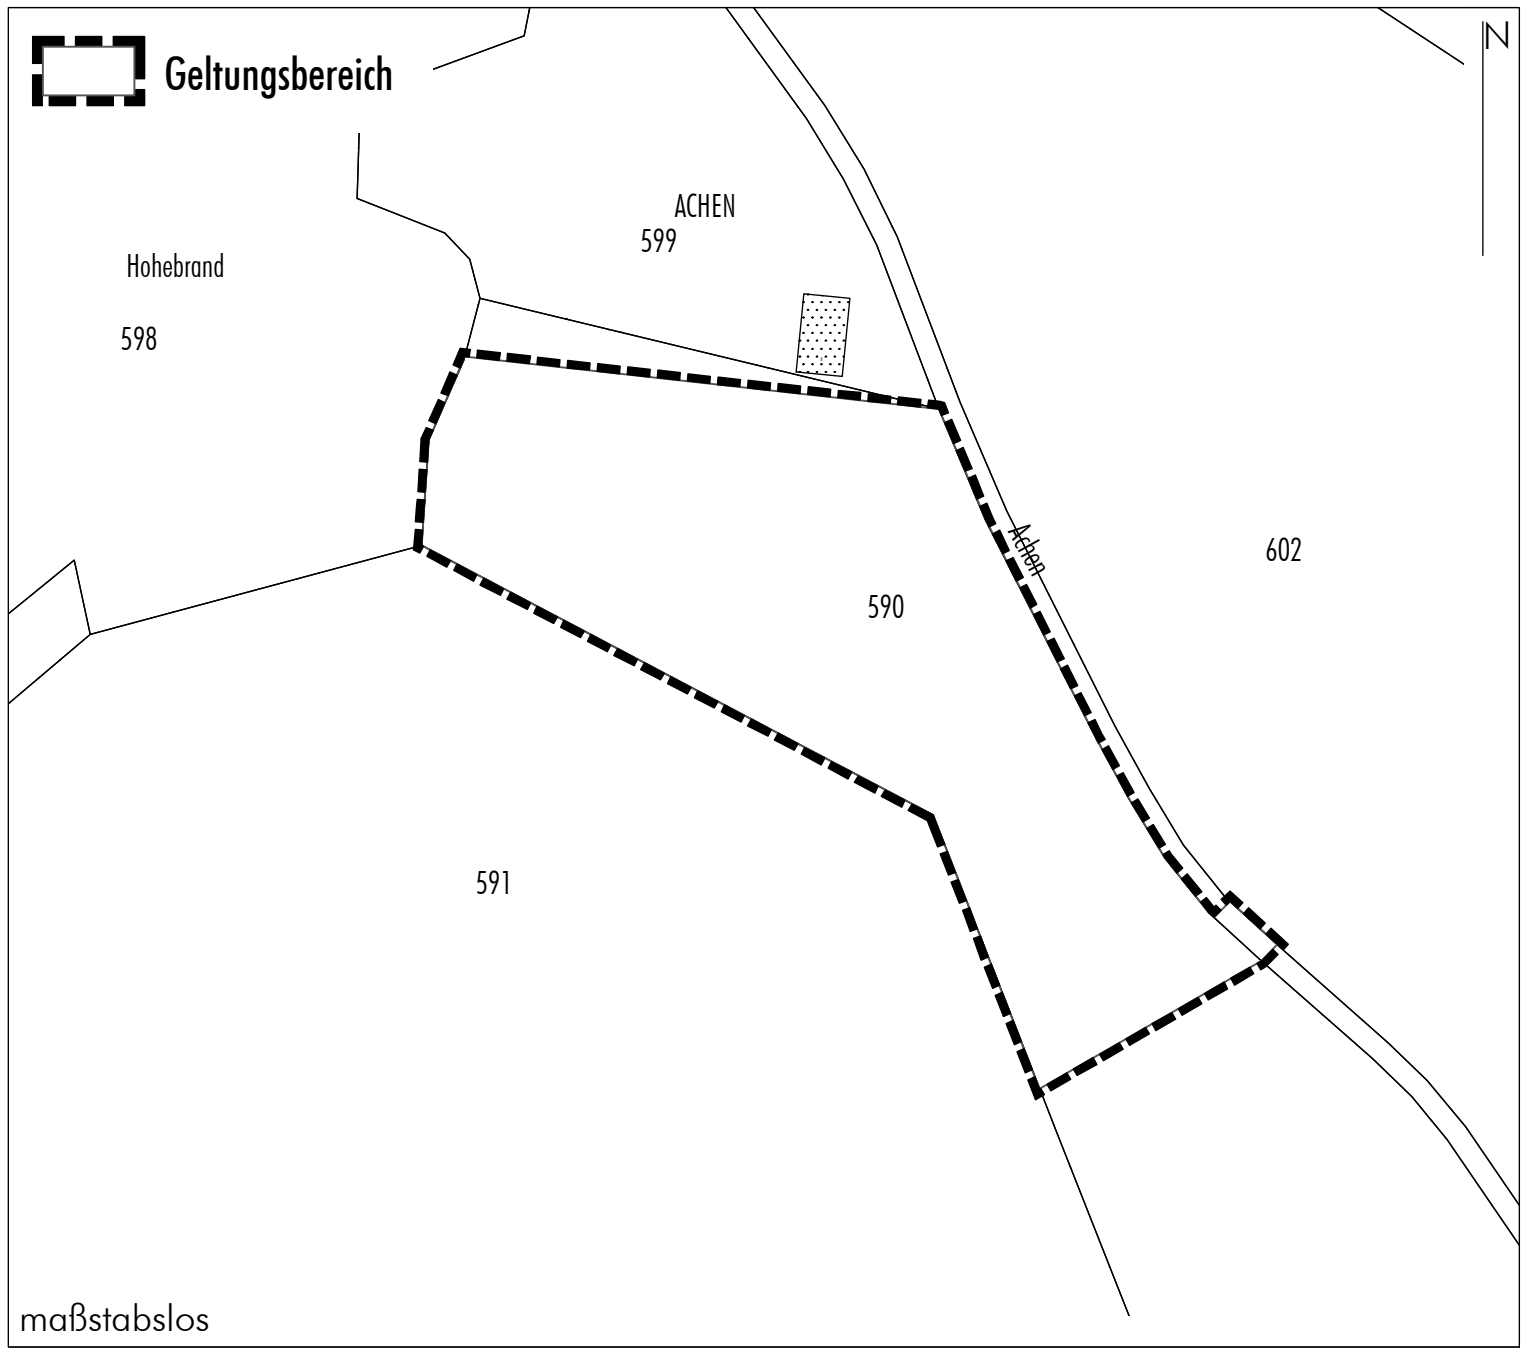 N
Geltungsbereich
ACHEN
599
Hohebrand
598
Achen
602
590
591
maßstabslos